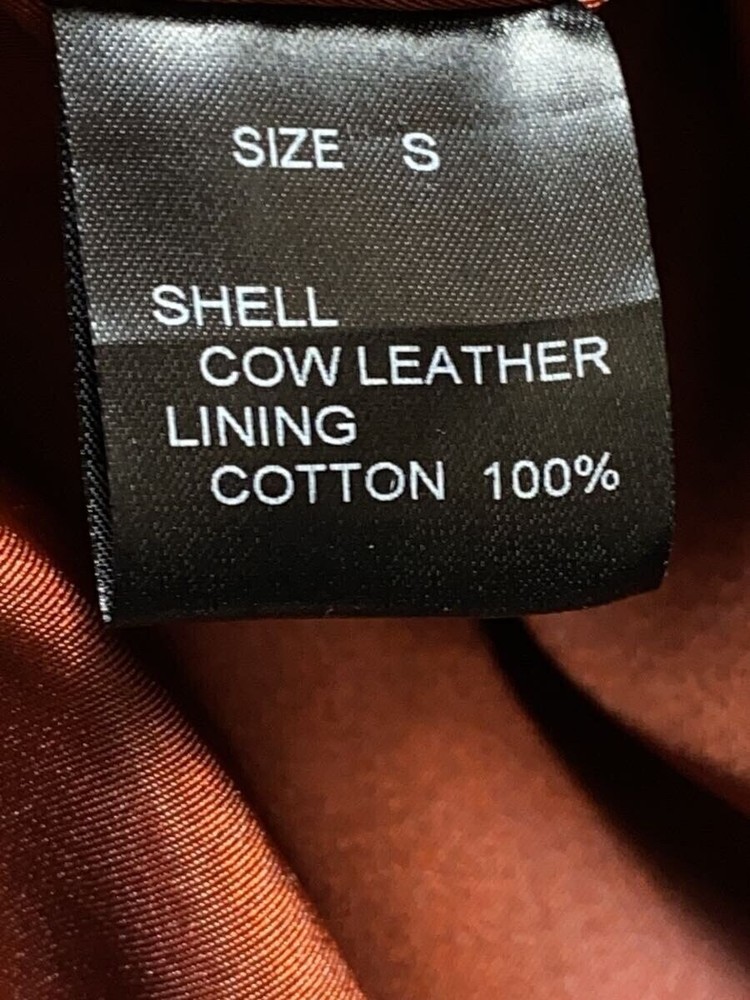 SIZE S
SHELL
COW LEATHER
LINING
COTTON 100%